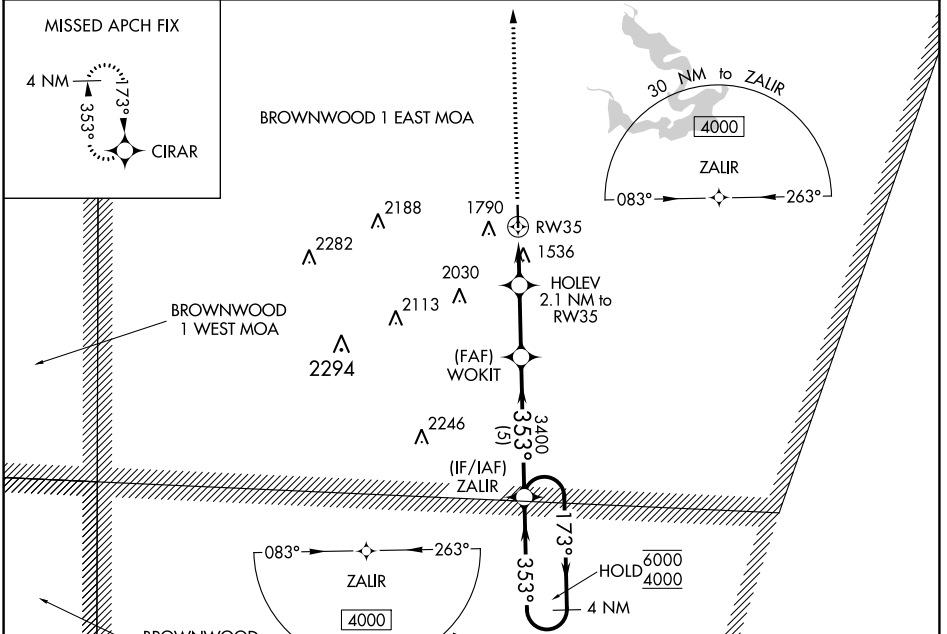 MISSED APCH FIX
4 NM
353°
173°
CIRAR
BROWNWOOD 1 EAST MOA
30 NM to ZALIR
4000
ZALIR
083°
263°
2188
1790
RW35
2282
1536
2030
HOLEV
2.1 NM to
RW35
BROWNWOOD
1 WEST MOA
2113
2294
(FAF)
WOKIT
3400
353°
(5)
2246
(IF/IAF)
ZALIR
173°
353°
HOLD
6000
4000
4 NM
083°
263°
ZALIR
4000
BROWNWOOD